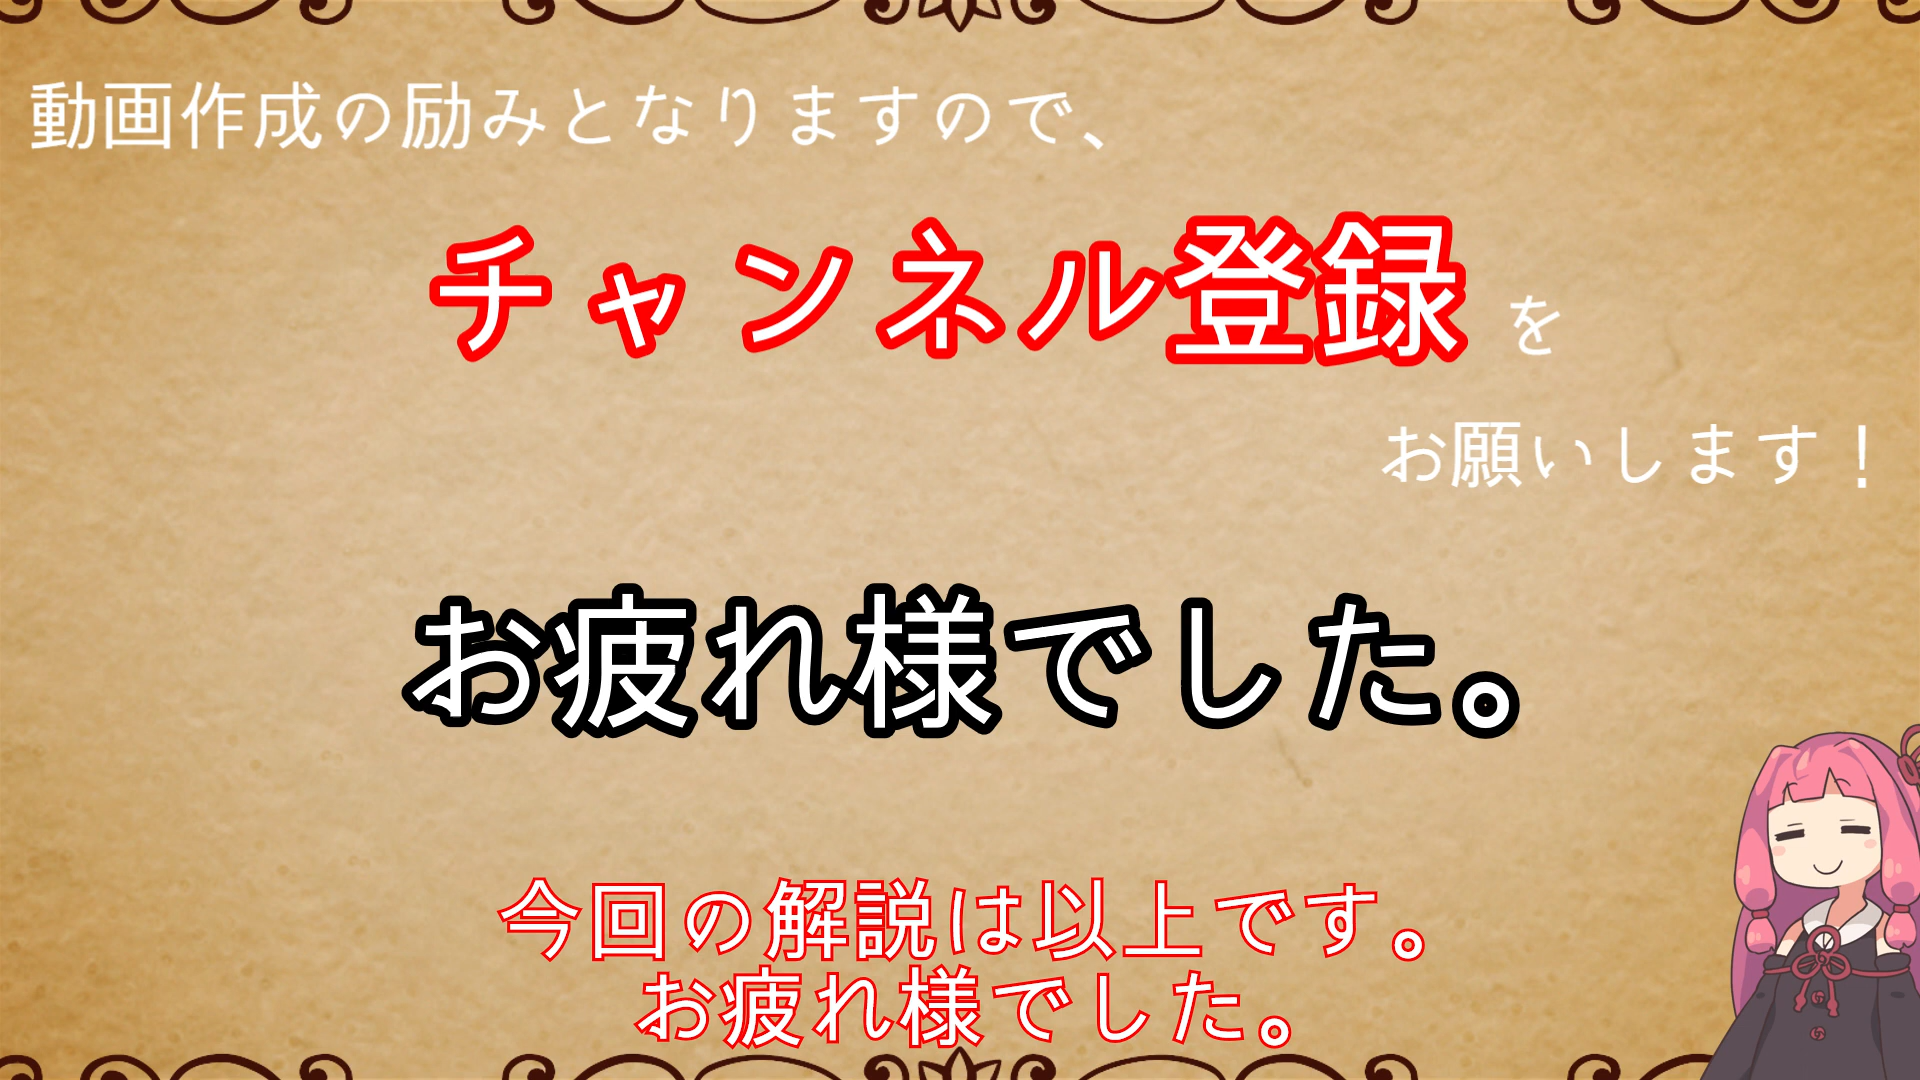 動画作成の励みとなりますので、
チャンネル登録を
お願いします！
お疲れ様でした。
今回の解説は以上です。
お疲れ様でした。